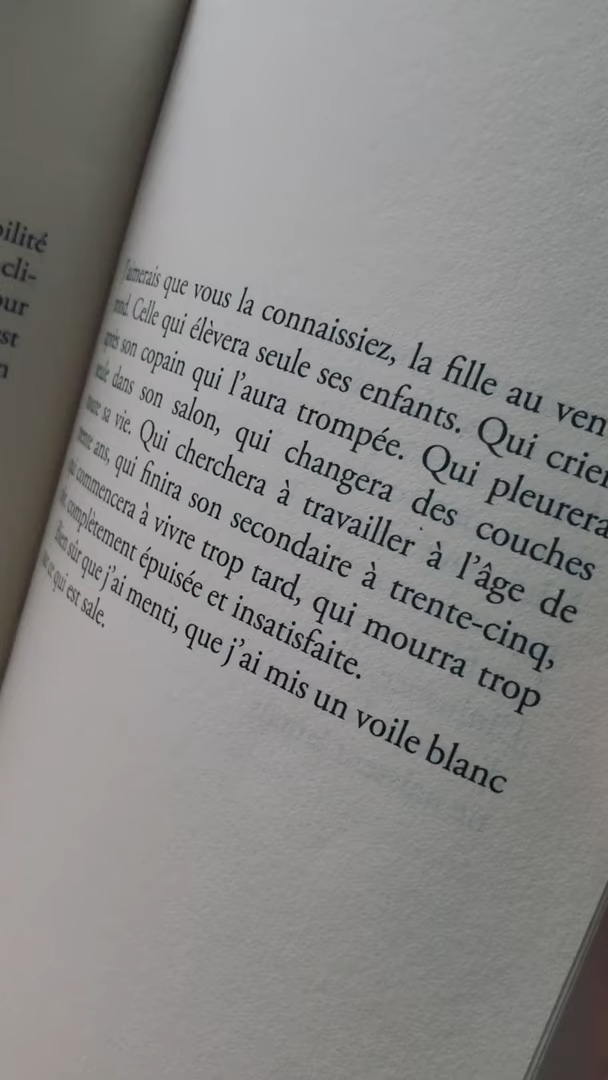 bilité
cli-
our
est
n
J'aimerais que vous la connaissiez, la fille au ven
rond. Celle qui élèvera seule ses enfants. Qui crier
après son copain qui l'aura trompée. Qui pleurera
seule dans son salon, qui changera des couches
toute sa vie. Qui cherchera à travailler à l'âge de
trente ans, qui finira son secondaire à trente-cinq,
qui commencera à vivre trop tard, qui mourra trop
complètement épuisée et insatisfaite.
Bien sûr que j'ai menti, que j'ai mis un voile blanc
sur ce qui est sale.